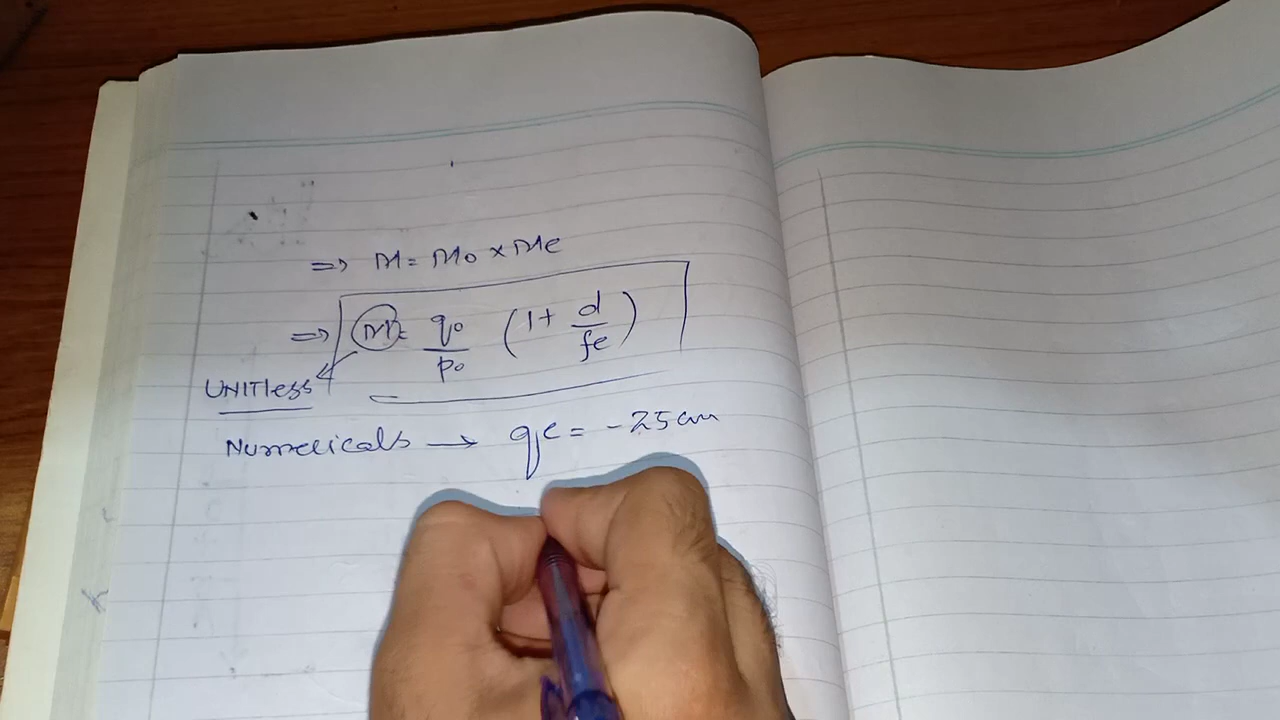 ⇒ M = Mo × Me
⇒ M = qo/po (1 + d/fe)
UNITless
Numericals → qe = -25cm